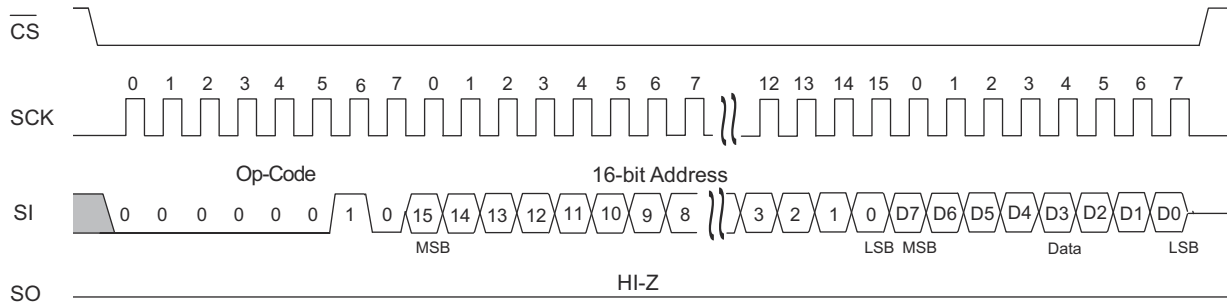 CS
0 1 2 3 4 5 6 7 0 1 2 3 4 5 6 7 12 13 14 15 0 1 2 3 4 5 6 7
SCK
Op-Code 16-bit Address
SI 0 0 0 0 0 0 1 0 15 14 13 12 11 10 9 8 3 2 1 0 D7 D6 D5 D4 D3 D2 D1 D0
MSB LSB MSB Data LSB
HI-Z
SO